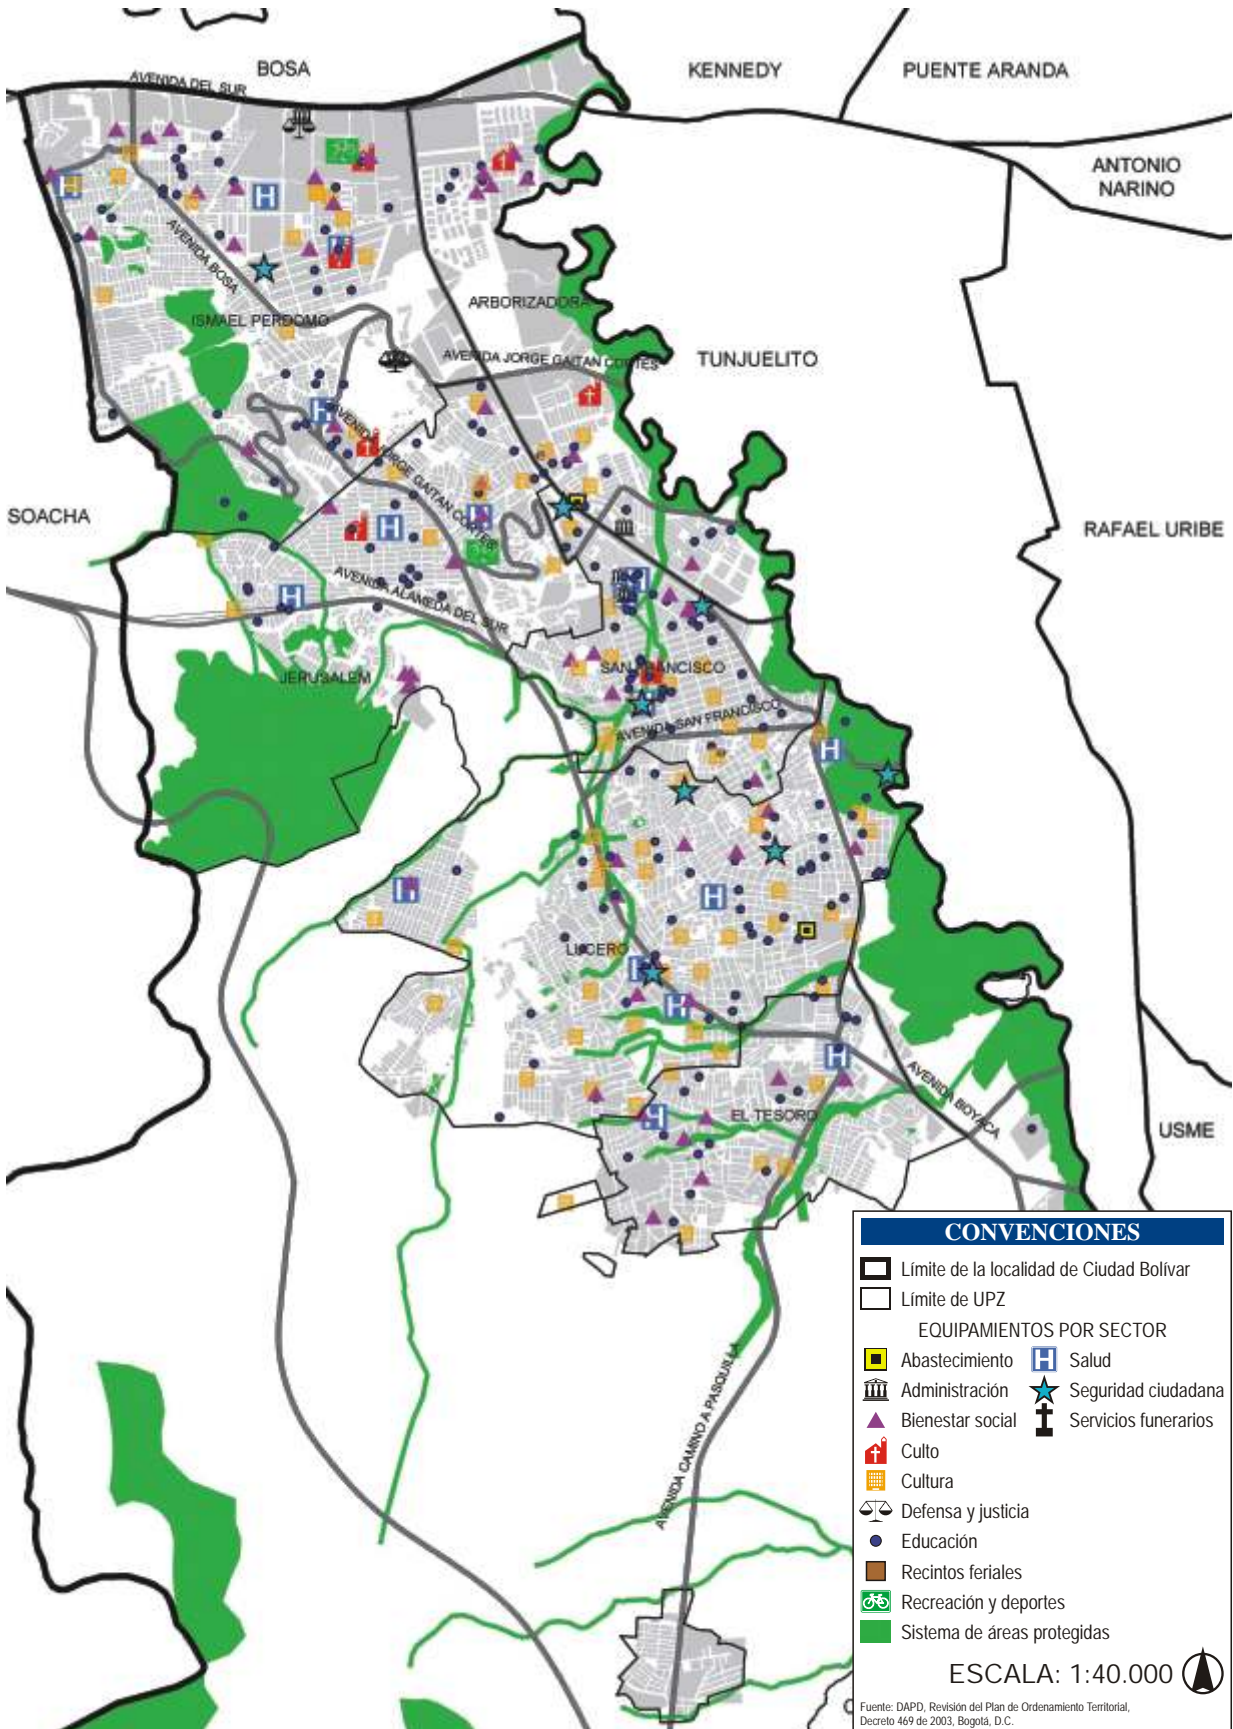 BOSA
KENNEDY
PUENTE ARANDA
AVENIDA DEL SUR
ANTONIO
NARINO
AVENIDA BOSA
ARBORIZADORA
ISMAEL PERDOMO
AVENIDA JORGE GAITAN CORTES
TUNJUELITO
AVENIDA JORGE GAITAN CORTES
SOACHA
RAFAEL URIBE
AVENIDA ALAMEDA DEL SUR
SAN FRANCISCO
JERUSALEM
AVENIDA SAN FRANCISCO
LUCERO
AVENIDA BOYACA
EL TESORO
USME
AVENIDA CAMINO A PASQUILLA
CONVENCIONES
Límite de la localidad de Ciudad Bolívar
Límite de UPZ
EQUIPAMIENTOS POR SECTOR
Abastecimiento
Salud
Administración
Seguridad ciudadana
Bienestar social
Servicios funerarios
Culto
Cultura
Defensa y justicia
Educación
Recintos feriales
Recreación y deportes
Sistema de áreas protegidas
ESCALA: 1:40.000
Fuente: DAPD, Revisión del Plan de Ordenamiento Territorial,
Decreto 469 de 2003, Bogotá, D.C.